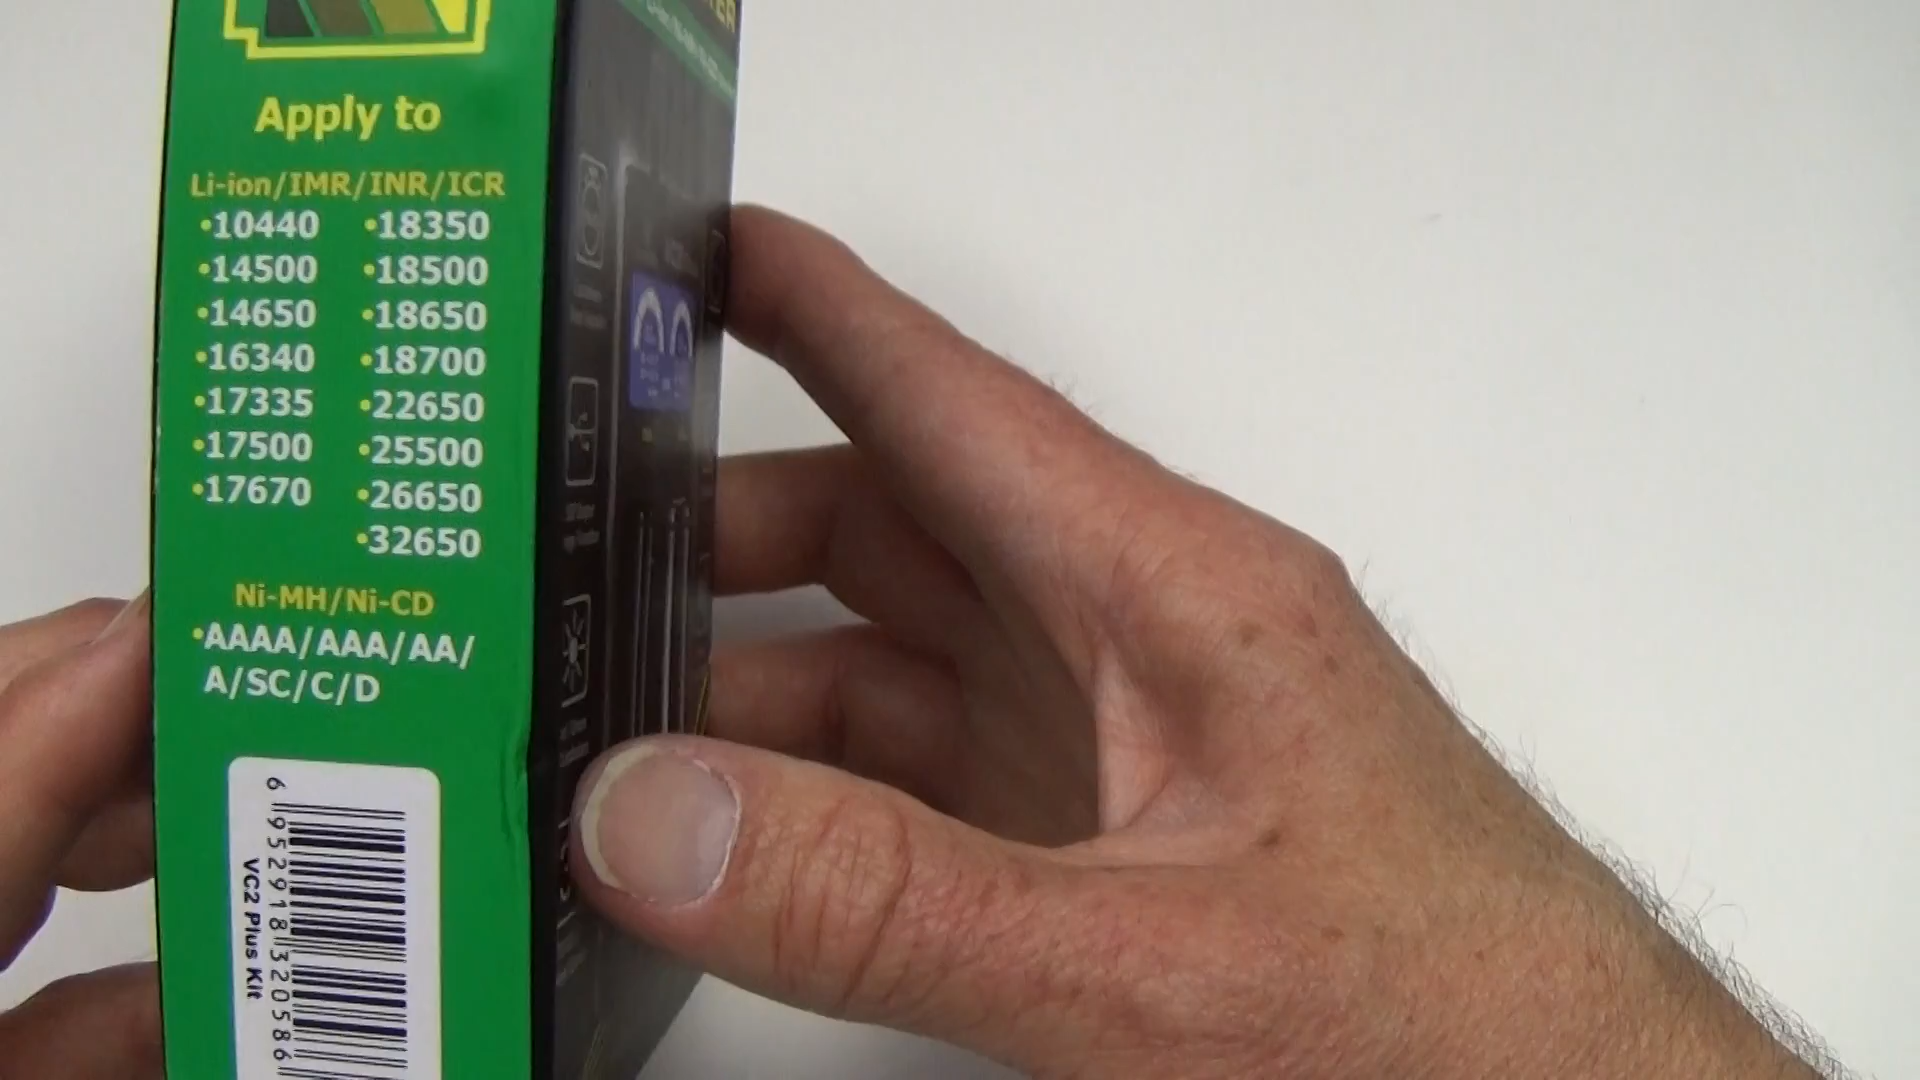 Apply to
Li-ion/IMR/INR/ICR
•10440 •18350
•14500 •18500
•14650 •18650
•16340 •18700
•17335 •22650
•17500 •25500
•17670 •26650
•32650
Ni-MH/Ni-CD
•AAAA/AAA/AA/
A/SC/C/D
6 952918 320586
VC2 Plus Kit